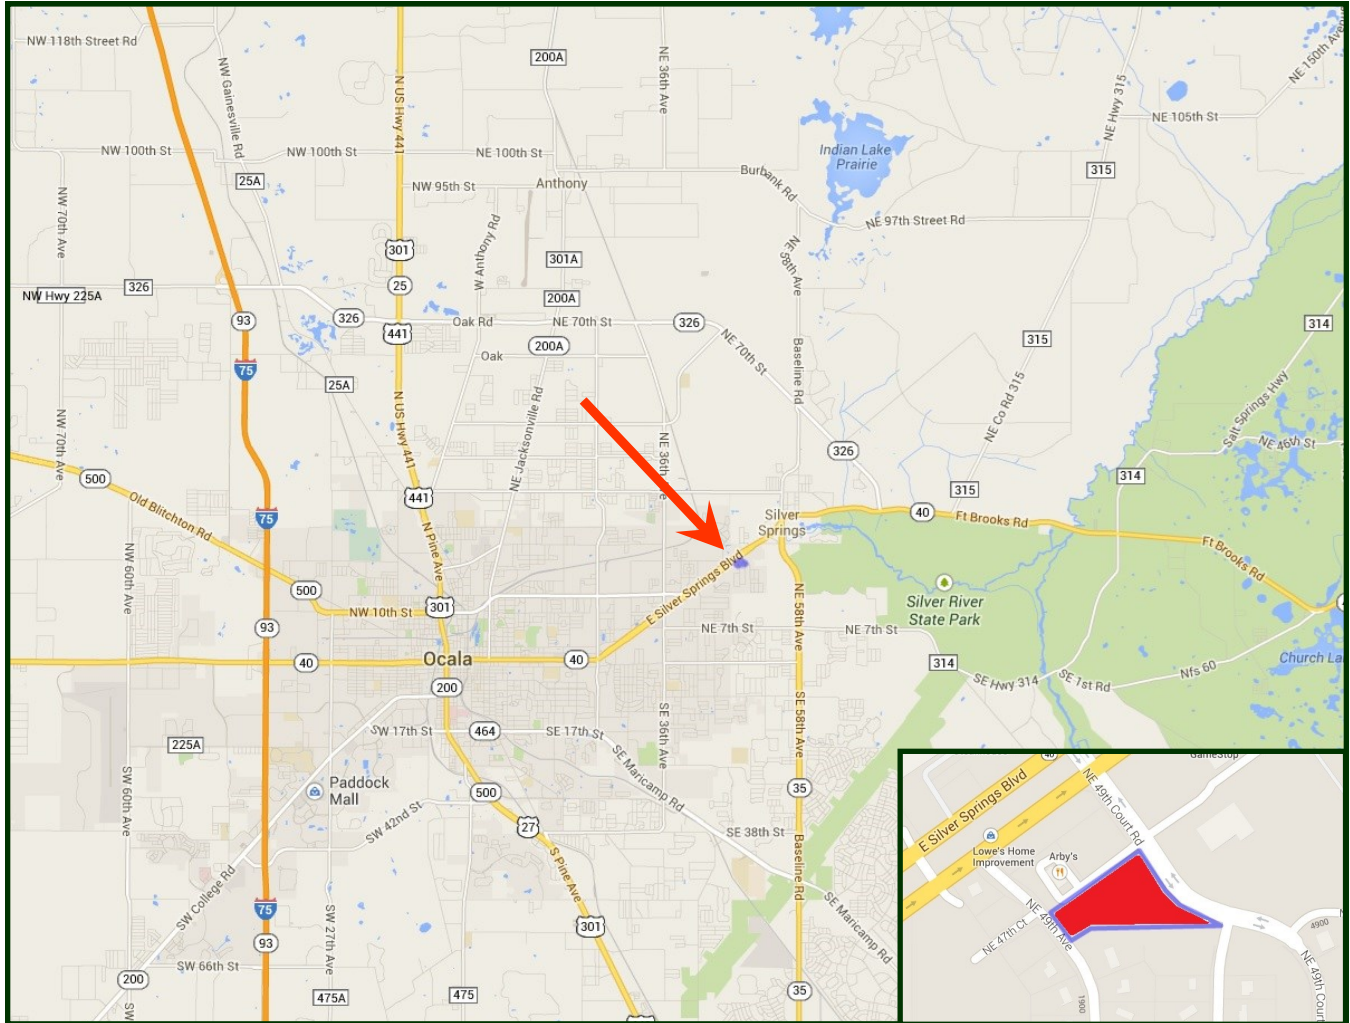 NW 118th Street Rd
NW Gainesville Rd
N US Hwy 441
200A
NE 36th Ave
NE Hwy 315
NE 150th Ave
NE 105th St
NW 100th St
NW 100th St
NE 100th St
Indian Lake
Prairie
25A
NW 95th St
Anthony
Burbank Rd
315
NW 70th Ave
W Anthony Rd
NE 97th Street Rd
301
NE
58th Ave
301A
25
326
NW Hwy 225A
200A
93
326
441
Oak Rd
NE 70th St
326
314
NE 70th St
315
Oak
200A
75
25A
Baseline Rd
Salt Springs Hwy
NE Co Rd 315
NW 70th Ave
N US Hwy 441
NE Jacksonville Rd
NE 36th Ave
NE 46th St
326
500
314
441
315
Old Blitchton Rd
75
Silver
Springs
40
Ft Brooks Rd
N Pine Ave
Ft Brooks Rd
NW 60th Ave
E Silver Springs Blvd
500
NW 10th St
301
NE 58th Ave
Silver River
State Park
93
NE 7th St
NE 7th St
40
Ocala
40
314
Church La
SE Hwy 314
SE 1st Rd
Nfs 60
200
SW 17th St
464
SE 17th St
SE 36th Ave
SE 58th Ave
225A
SE Maricamp Rd
Paddock
Mall
500
35
SW 60th Ave
SW 42nd St
27
SE 38th St
S Pine Ave
Baseline Rd
SW College Rd
75
SW 27th Ave
301
SE Maricamp Rd
93
SW 66th St
200
475A
475
35
SW
40
GameStop
E Silver Springs Blvd
NE 49th Court Rd
Lowe's Home
Improvement
Arby's
NE 47th Ct
NE 49th Ave
4900
NE 49th Court
1900